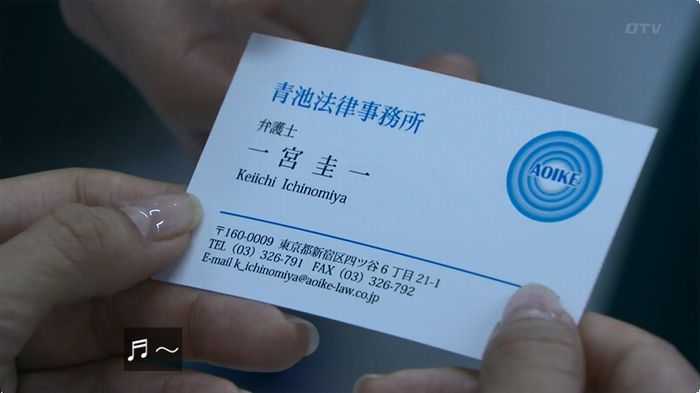 OTV
青池法律事務所
弁護士
一宮圭一
Keiichi Ichinomiya
AOIKE
〒160-0009 東京都新宿区四ツ谷6丁目21-1
TEL (03) 326-791 FAX (03) 326-792
E-mail k_ichinomiya@aoike-law.co.jp
♬～